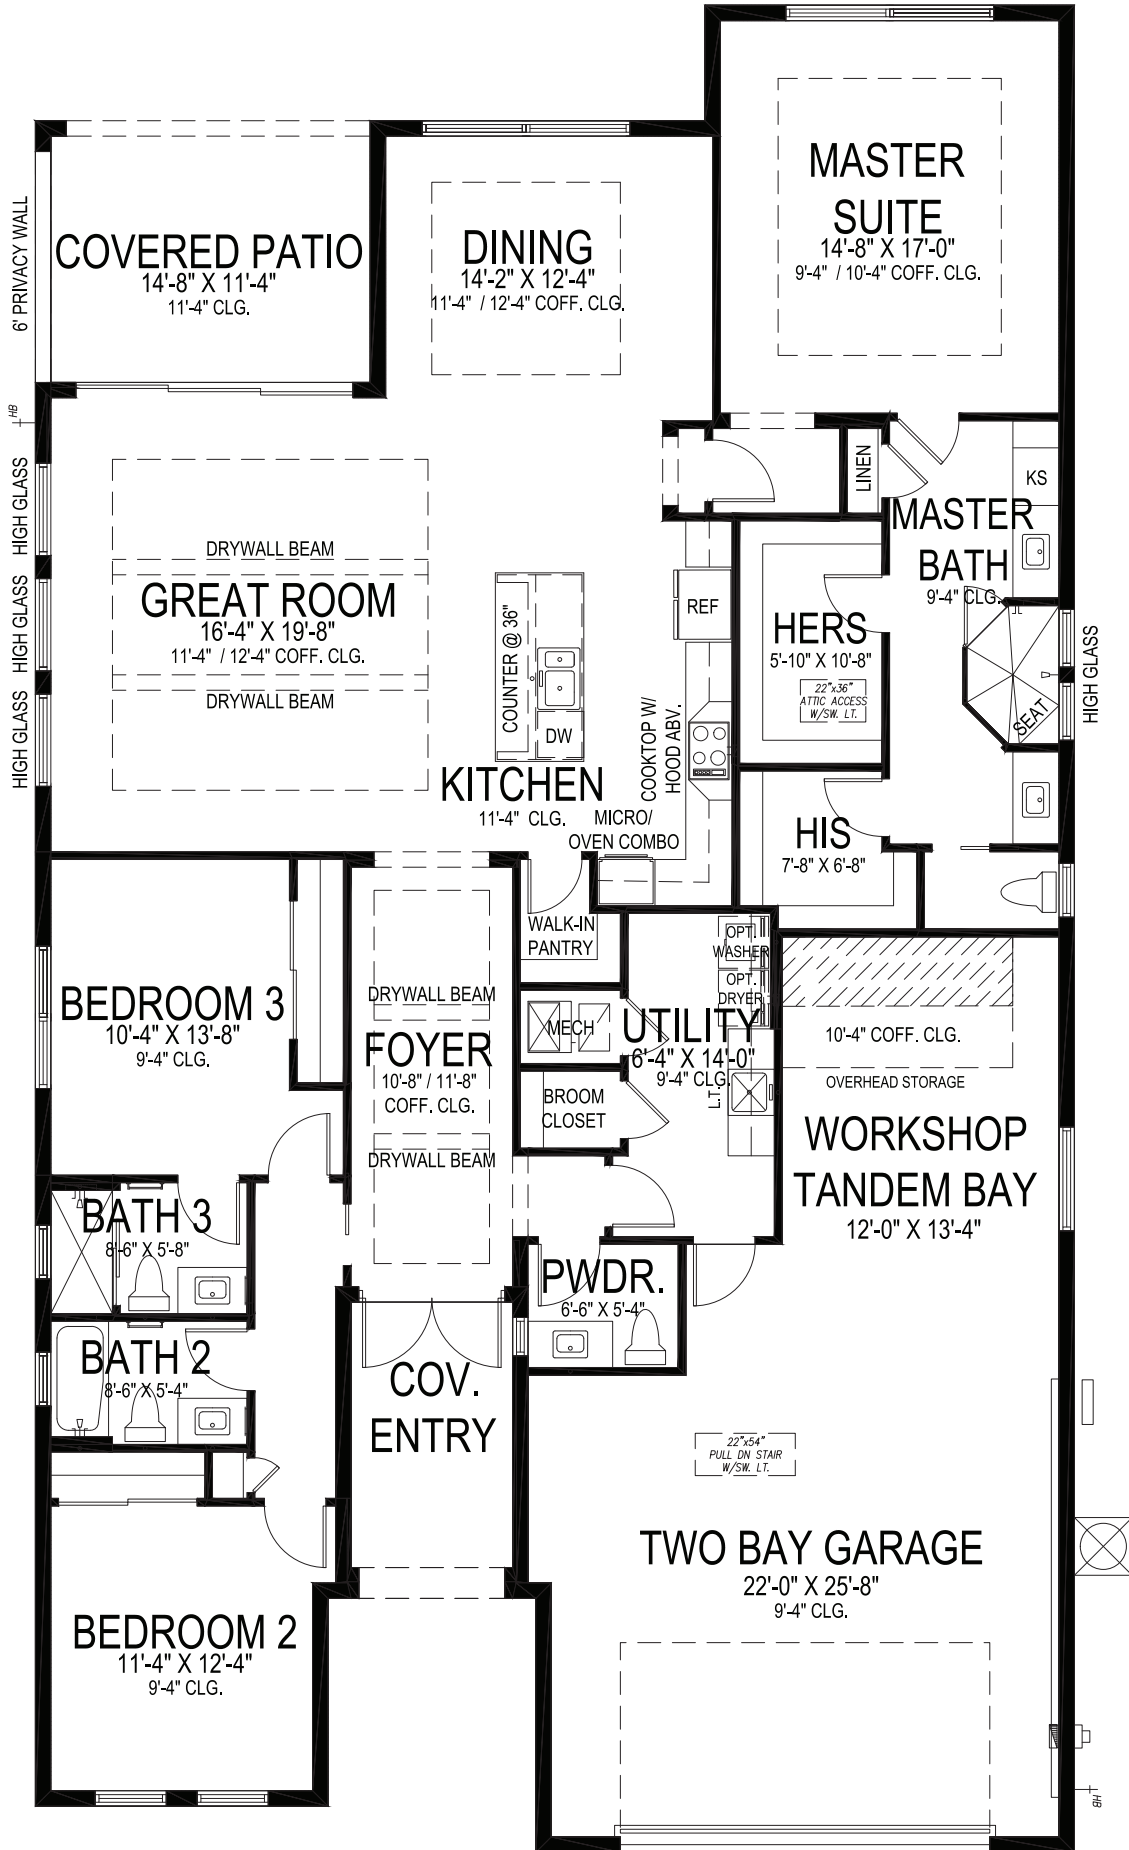 MASTER
SUITE
14'-8" X 17'-0"
9'-4" / 10'-4" COFF. CLG.
6' PRIVACY WALL
COVERED PATIO
14'-8" X 11'-4"
11'-4" CLG.
DINING
14'-2" X 12'-4"
11'-4" / 12'-4" COFF. CLG.
HB
HIGH GLASS
HIGH GLASS
HIGH GLASS
DRYWALL BEAM
GREAT ROOM
16'-4" X 19'-8"
11'-4" / 12'-4" COFF. CLG.
DRYWALL BEAM
LINEN
KS
MASTER
BATH
9'-4" CLG.
REF
COUNTER @ 36"
DW
HERS
5'-10" X 10'-8"
22"x36"
ATTIC ACCESS
W/SW. LT.
HIGH GLASS
SEAT
COOKTOP W/
HOOD ABV.
KITCHEN
11'-4" CLG.
MICRO/
OVEN COMBO
HIS
7'-8" X 6'-8"
WALK-IN
PANTRY
OPT.
WASHER
OPT.
DRYER
BEDROOM 3
10'-4" X 13'-8"
9'-4" CLG.
DRYWALL BEAM
FOYER
10'-8" / 11'-8"
COFF. CLG.
DRYWALL BEAM
MECH
UTILITY
6'-4" X 14'-0"
9'-4" CLG.
L.T.
BROOM
CLOSET
10'-4" COFF. CLG.
OVERHEAD STORAGE
WORKSHOP
TANDEM BAY
12'-0" X 13'-4"
BATH 3
8'-6" X 5'-8"
PWDR.
6'-6" X 5'-4"
BATH 2
8'-6" X 5'-4"
COV.
ENTRY
22"x54"
PULL DN STAIR
W/SW. LT.
TWO BAY GARAGE
22'-0" X 25'-8"
9'-4" CLG.
BEDROOM 2
11'-4" X 12'-4"
9'-4" CLG.
HB